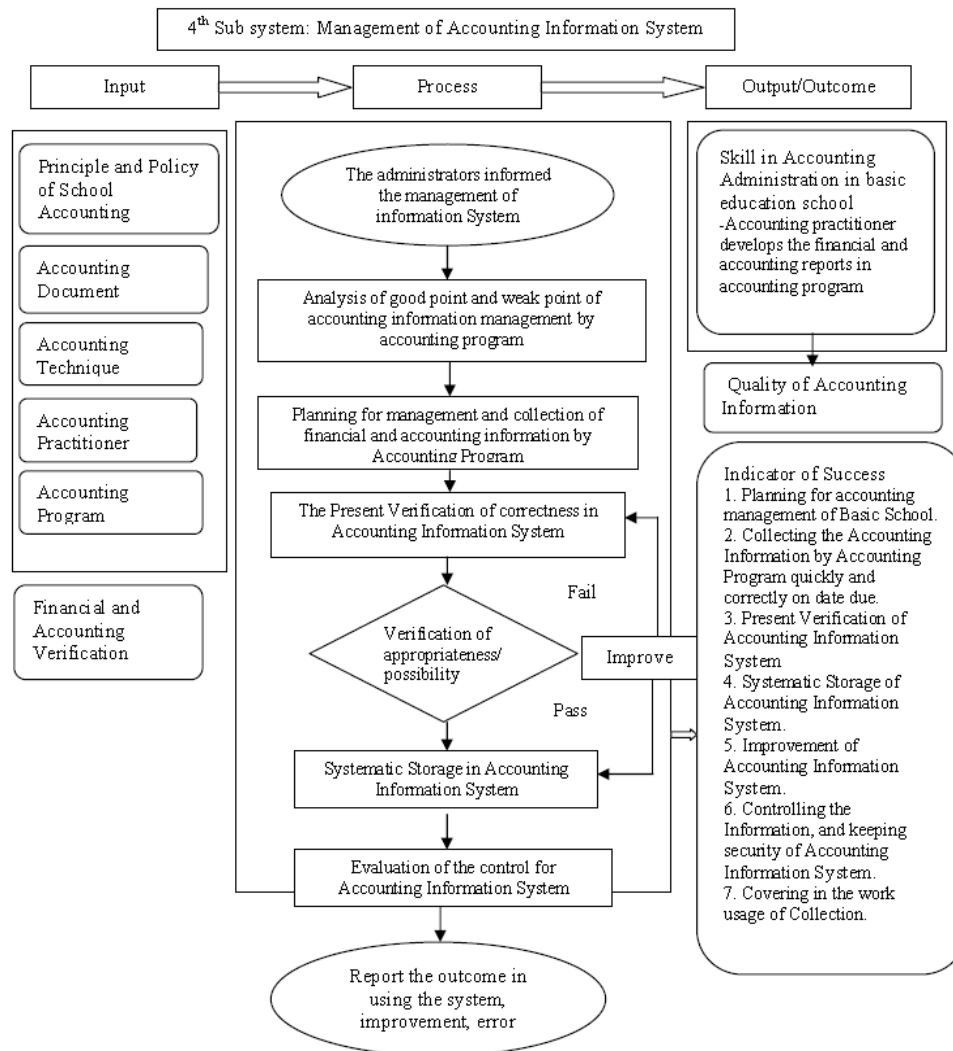 4th Sub system: Management of Accounting Information System
Input
Process
Output/Outcome
Principle and Policy
of School
Accounting
Accounting
Document
Accounting
Technique
Accounting
Practitioner
Accounting
Program
Financial and
Accounting
Verification
The administrators informed
the management of
information System
Analysis of good point and weak point of
accounting information management by
accounting program
Planning for management and collection of
financial and accounting information by
Accounting Program
The Present Verification of correctness in
Accounting Information System
Fail
Verification of
appropriateness/
possibility
Improve
Pass
Systematic Storage in Accounting
Information System
Evaluation of the control for
Accounting Information System
Report the outcome in
using the system,
improvement, error
Skill in Accounting
Administration in basic
education school
-Accounting practitioner
develops the financial and
accounting reports in
accounting program
Quality of Accounting
Information
Indicator of Success
1. Planning for accounting
management of Basic School.
2. Collecting the Accounting
Information by Accounting
Program quickly and
correctly on date due.
3. Present Verification of
Accounting Information
System
4. Systematic Storage of
Accounting Information
System.
5. Improvement of
Accounting Information
System.
6. Controlling the
Information, and keeping
security of Accounting
Information System.
7. Covering in the work
usage of Collection.